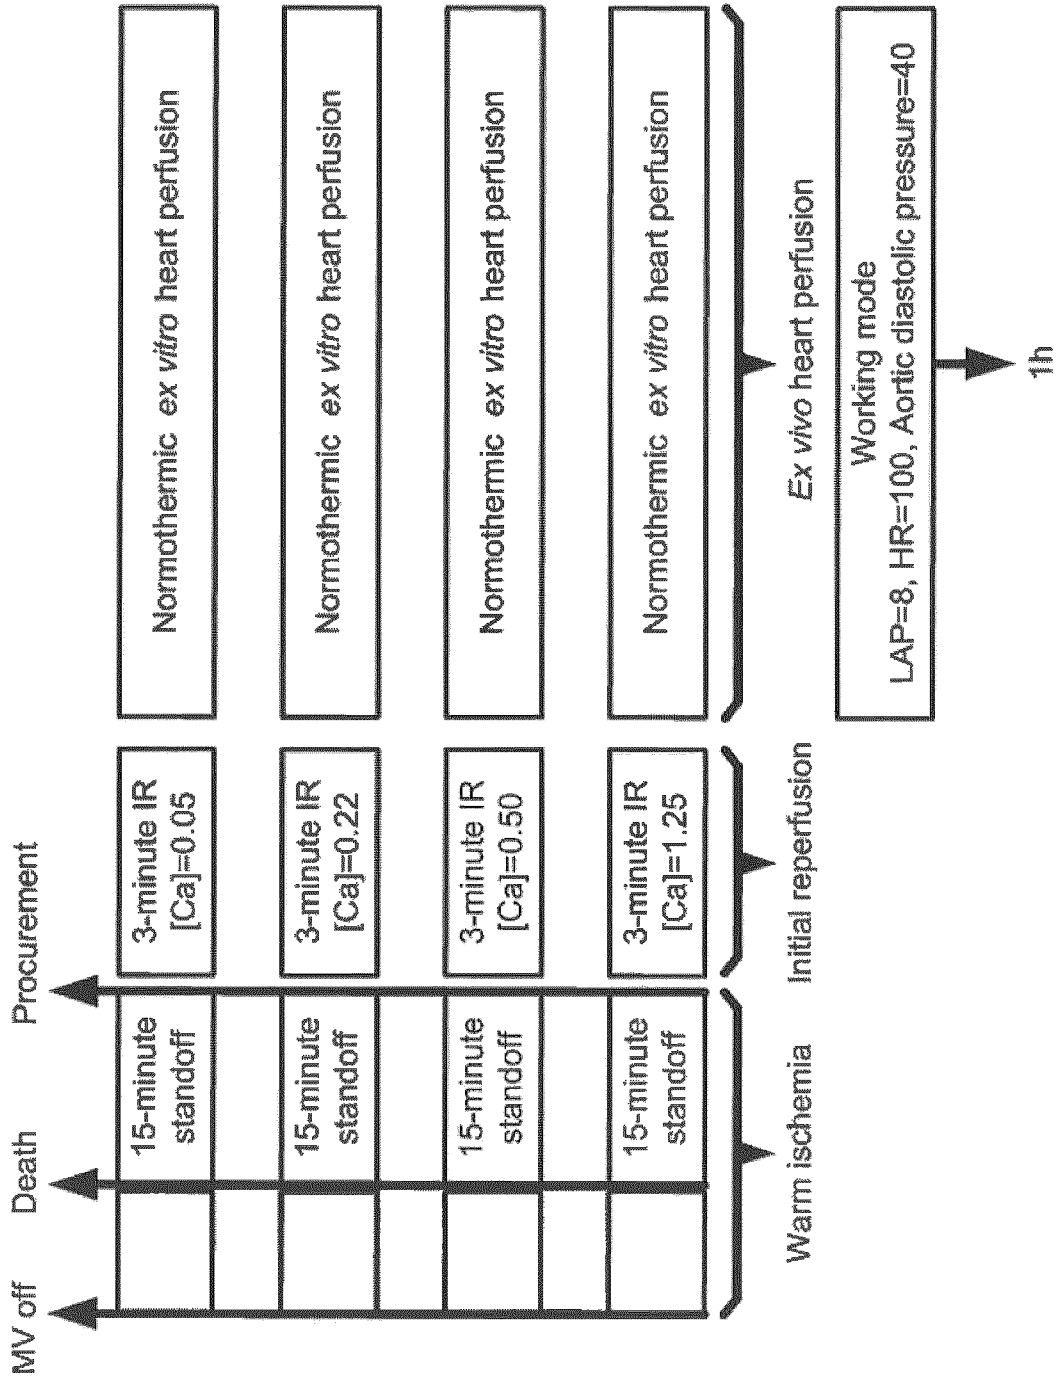 MV off
Death
Procurement
15-minute
standoff
3-minute IR
[Ca]=0.05
Normothermic ex vitro heart perfusion
15-minute
standoff
3-minute IR
[Ca]=0.22
Normothermic ex vitro heart perfusion
15-minute
standoff
3-minute IR
[Ca]=0.50
Normothermic ex vitro heart perfusion
15-minute
standoff
3-minute IR
[Ca]=1.25
Normothermic ex vitro heart perfusion
Warm ischemia
Initial reperfusion
Ex vivo heart perfusion
Working mode
LAP=8, HR=100, Aortic diastolic pressure=40
1h